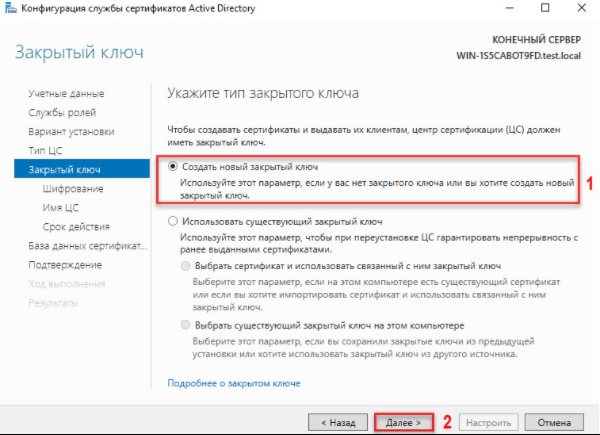 Конфигурация службы сертификатов Active Directory
Закрытый ключ
КОНЕЧНЫЙ СЕРВЕР
WIN-1S5CABOT9FD.test.local
Учетные данные
Службы ролей
Вариант установки
Тип ЦС
Закрытый ключ
Шифрование
Имя ЦС
Срок действия
База данных сертификат...
Подтверждение
Ход выполнения
Результаты
Укажите тип закрытого ключа
Чтобы создавать сертификаты и выдавать их клиентам, центр сертификации (ЦС) должен
иметь закрытый ключ.
Создать новый закрытый ключ
Используйте этот параметр, если у вас нет закрытого ключа или вы хотите создать новый
закрытый ключ.
1
Использовать существующий закрытый ключ
Используйте этот параметр, чтобы при переустановке ЦС гарантировать непрерывность с
ранее выданными сертификатами.
Выбрать сертификат и использовать связанный с ним закрытый ключ
Выберите этот параметр, если на этом компьютере есть существующий сертификат
или если вы хотите импортировать сертификат и использовать связанный с ним
закрытый ключ.
Выбрать существующий закрытый ключ на этом компьютере
Выберите этот параметр, если вы сохранили закрытые ключи из предыдущей
установки или хотите использовать закрытый ключ из другого источника.
Подробнее о закрытом ключе
< Назад
Далее >
2
Настроить
Отмена